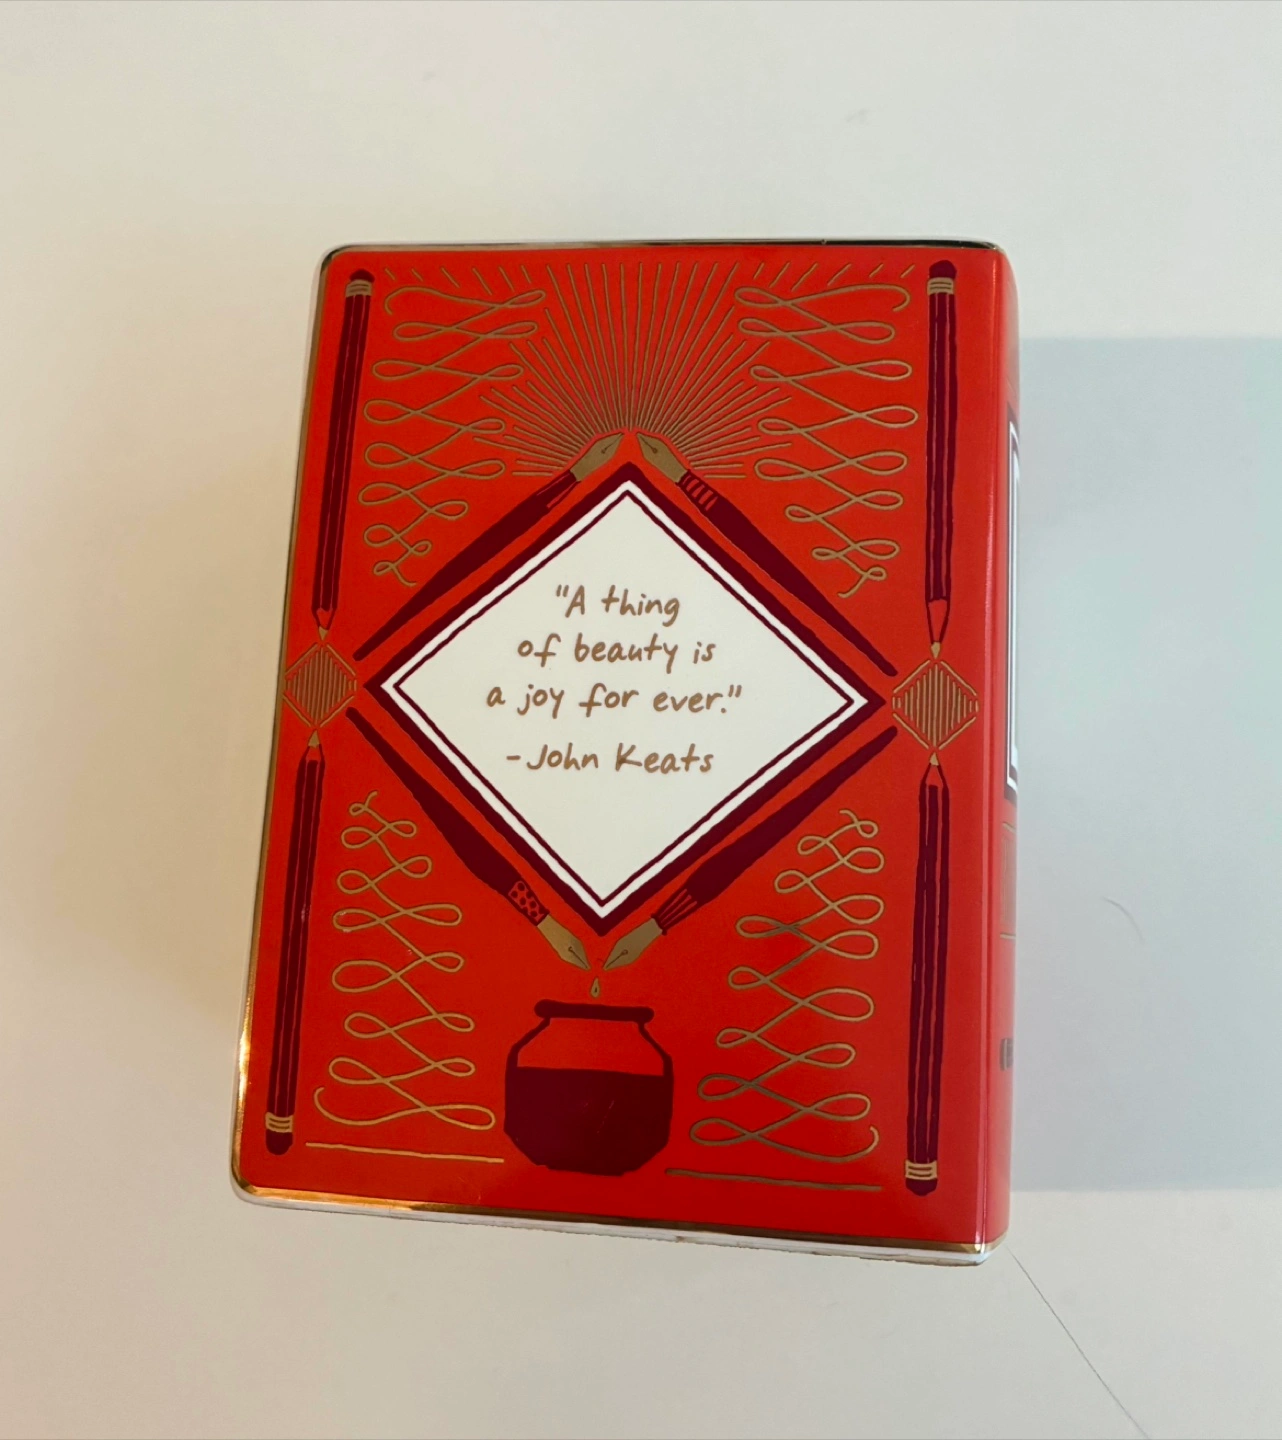 "A thing
of beauty is
a joy for ever."
-John Keats